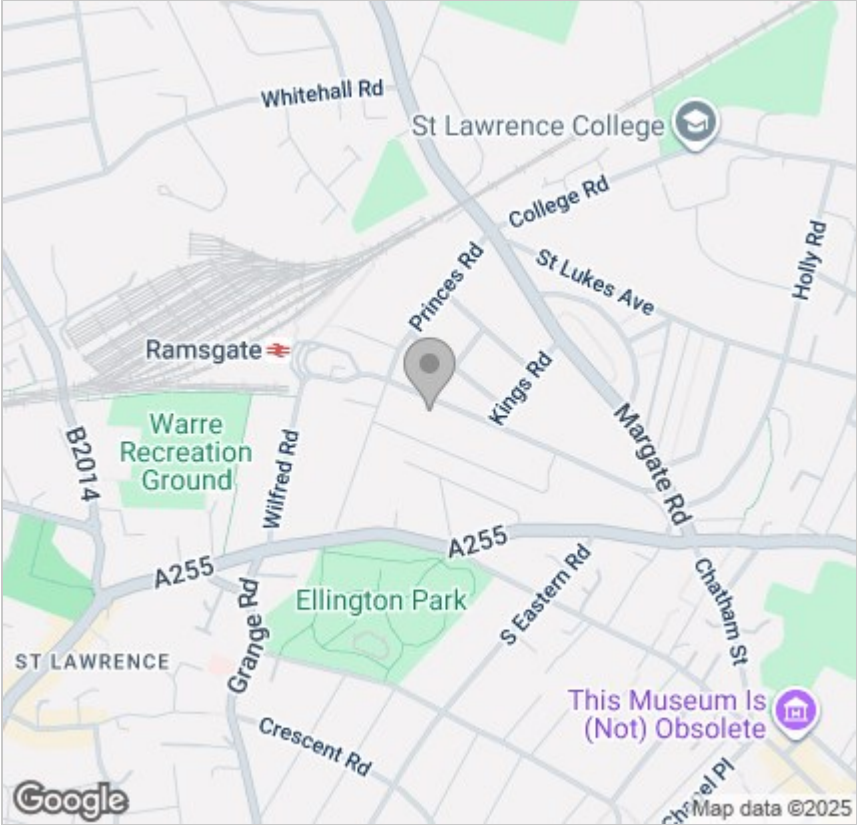 Whitehall Rd
St Lawrence College
College Rd
Holly Rd
Princes Rd
St Lukes Ave
Ramsgate
Kings Rd
Warre
Recreation
Ground
B2014
Wilfred Rd
Margate Rd
A255
A255
Ellington Park
S Eastern Rd
Chatham St
Grange Rd
ST LAWRENCE
This Museum Is
(Not) Obsolete
Crescent Rd
Chapel Pl
Google
Map data ©2025